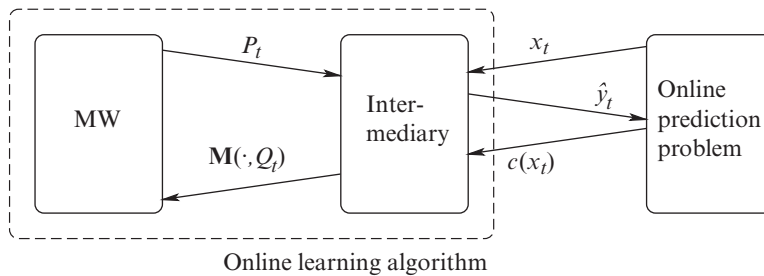 MW
P_t
M(·,Q_t)
Inter-
mediary
x_t
ŷ_t
c(x_t)
Online
prediction
problem
Online learning algorithm